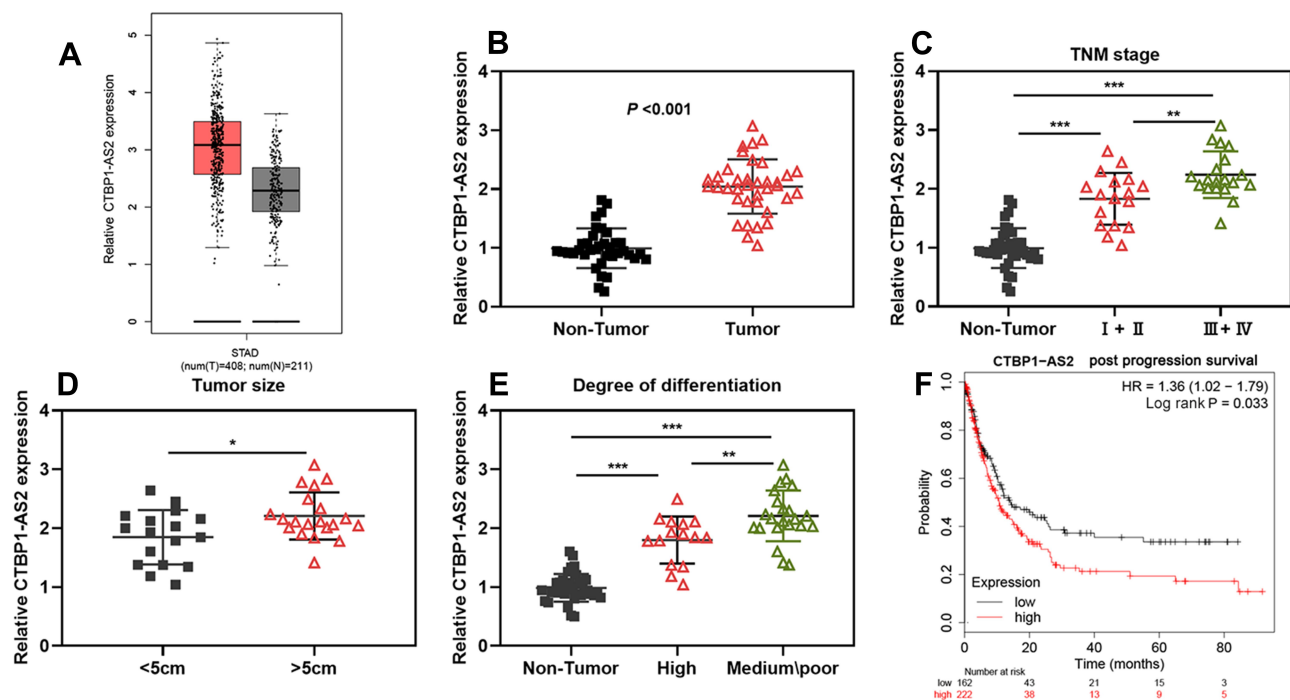 A
Relative CTBP1-AS2 expression
5
4
3
2
1
0
STAD
(num(T)=408; num(N)=211)
B
Relative CTBP1-AS2 expression
4
3
2
1
0
P <0.001
Non-Tumor
Tumor
C
TNM stage
Relative CTBP1-AS2 expression
4
3
2
1
0
***
***
**
Non-Tumor
Ⅰ + Ⅱ
Ⅲ + Ⅳ
D
Tumor size
Relative CTBP1-AS2 expression
4
3
2
1
0
*
<5cm
>5cm
E
Degree of differentiation
Relative CTBP1-AS2 expression
4
3
2
1
0
***
***
**
Non-Tumor
High
Medium\poor
F
CTBP1−AS2 post progression survival
HR = 1.36 (1.02 − 1.79)
Log rank P = 0.033
Probability
1.0
0.8
0.6
0.4
0.2
0.0
Expression
low
high
0 20 40 60 80
Time (months)
Number at risk
low 162 43 21 15 3
high 222 38 13 9 5